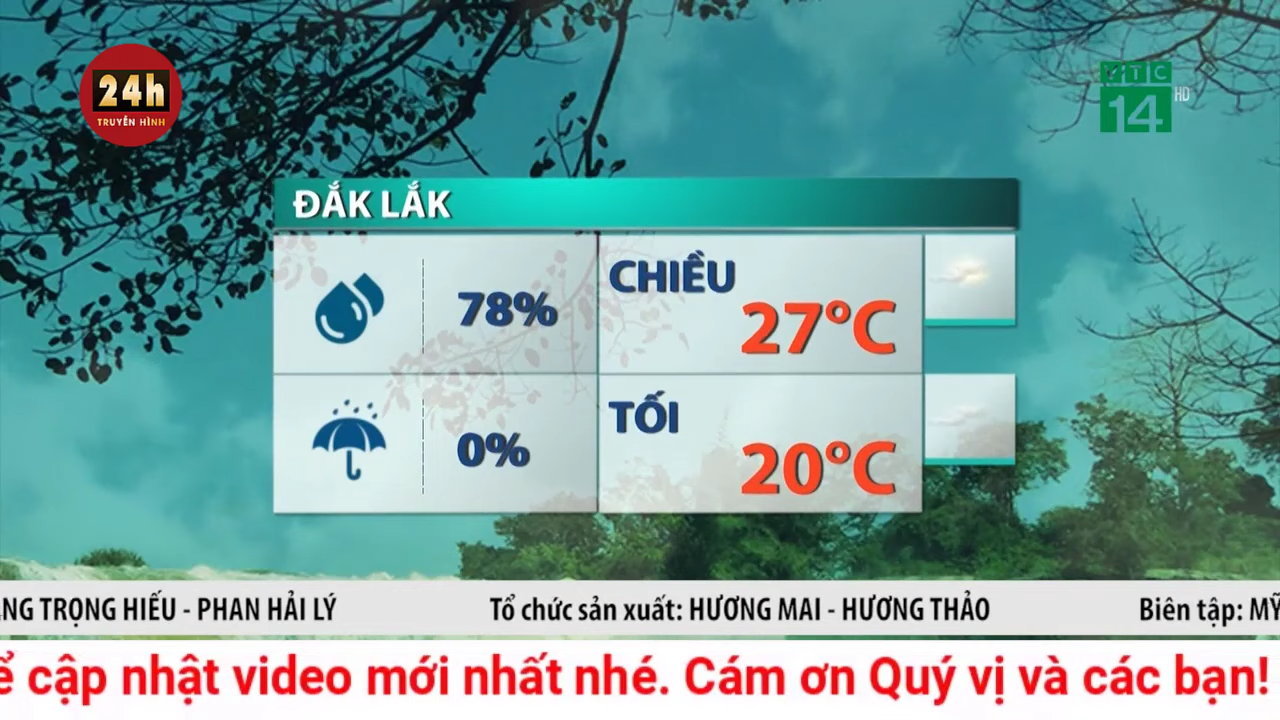 24h
TRUYỀN HÌNH
VTC
14
HD
ĐẮK LẮK
78%
CHIỀU
27°C
0%
TỐI
20°C
TRỌNG HIẾU - PHAN HẢI LÝ
Tổ chức sản xuất: HƯƠNG MAI - HƯƠNG THẢO
Biên tập: MỸ
cập nhật video mới nhất nhé. Cám ơn Quý vị và các bạn!